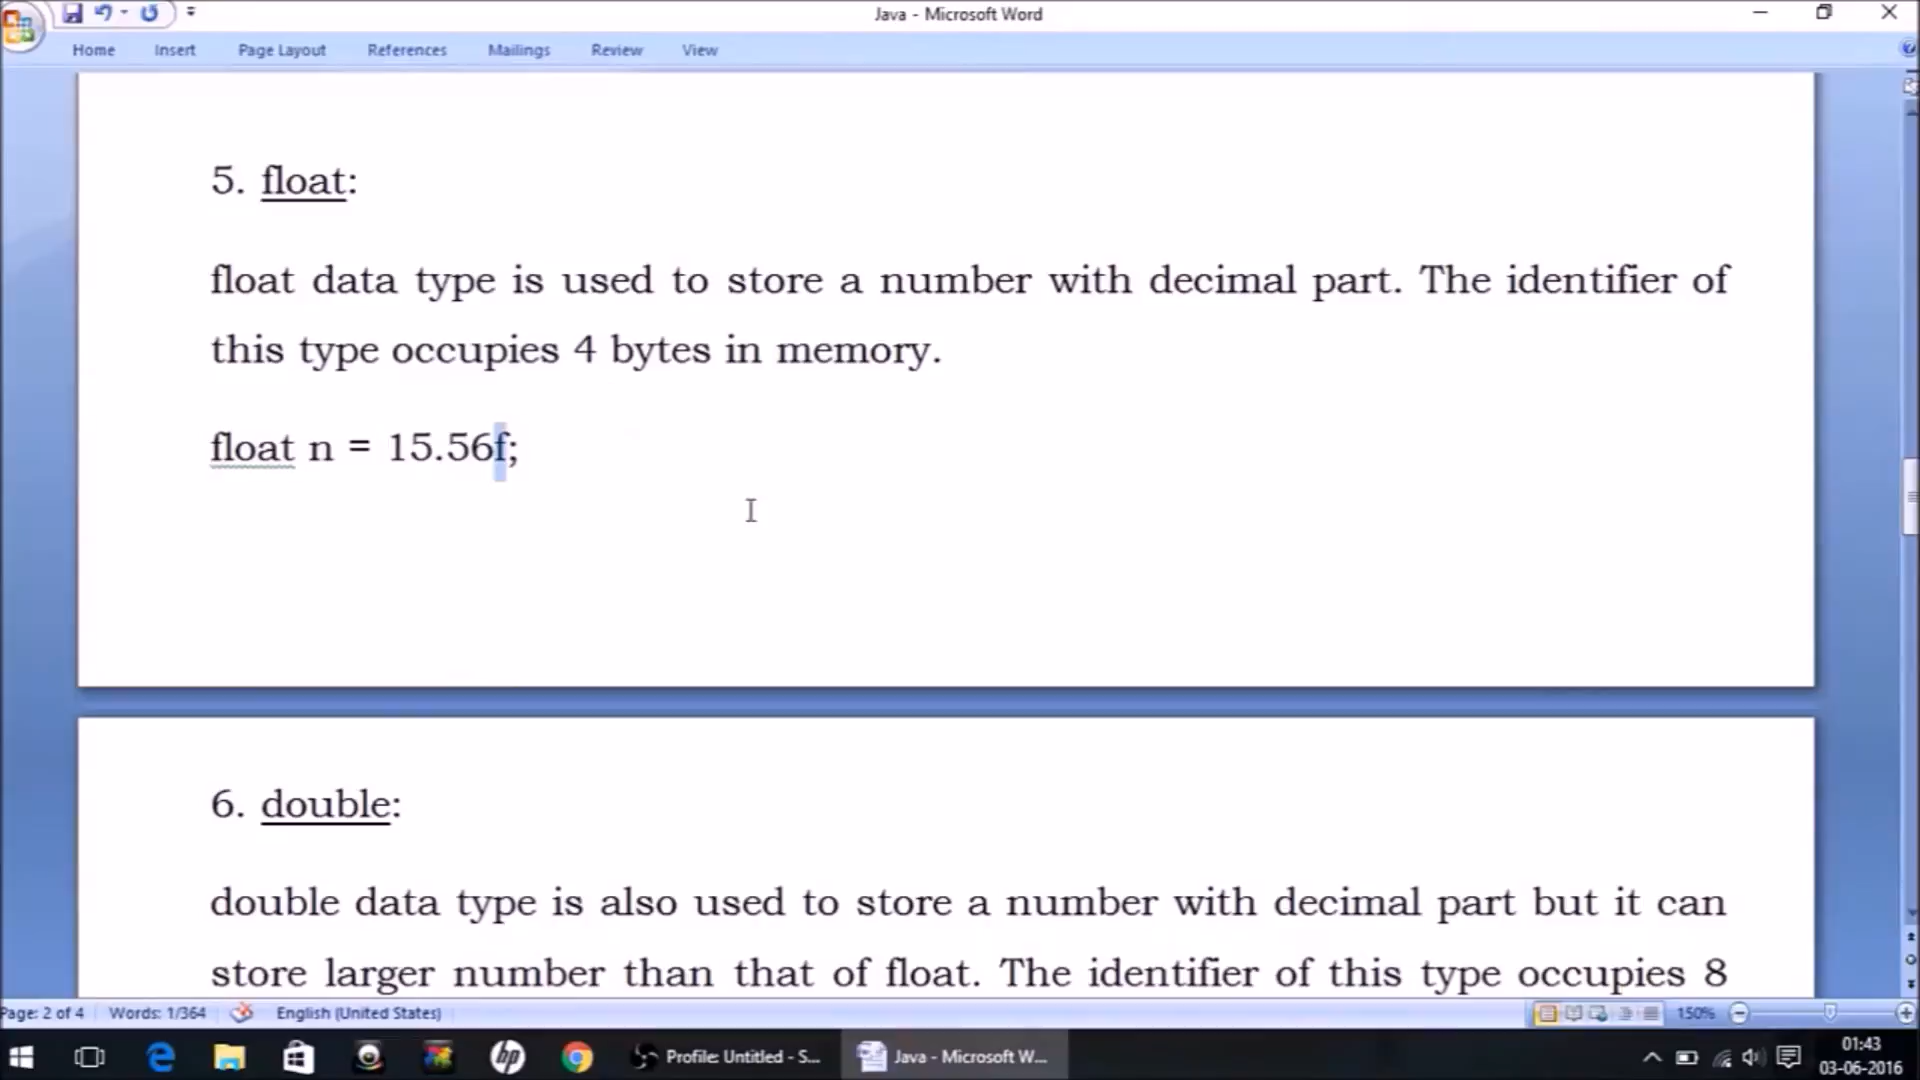 Java - Microsoft Word
Home Insert Page Layout References Mailings Review View
5. float:
float data type is used to store a number with decimal part. The identifier of
this type occupies 4 bytes in memory.
float n = 15.56f;
6. double:
double data type is also used to store a number with decimal part but it can
store larger number than that of float. The identifier of this type occupies 8
Page: 2 of 4 Words: 1/364 English (United States) 150%
hp Profile: Untitled - S... Java - Microsoft W... 01:43
03-06-2016